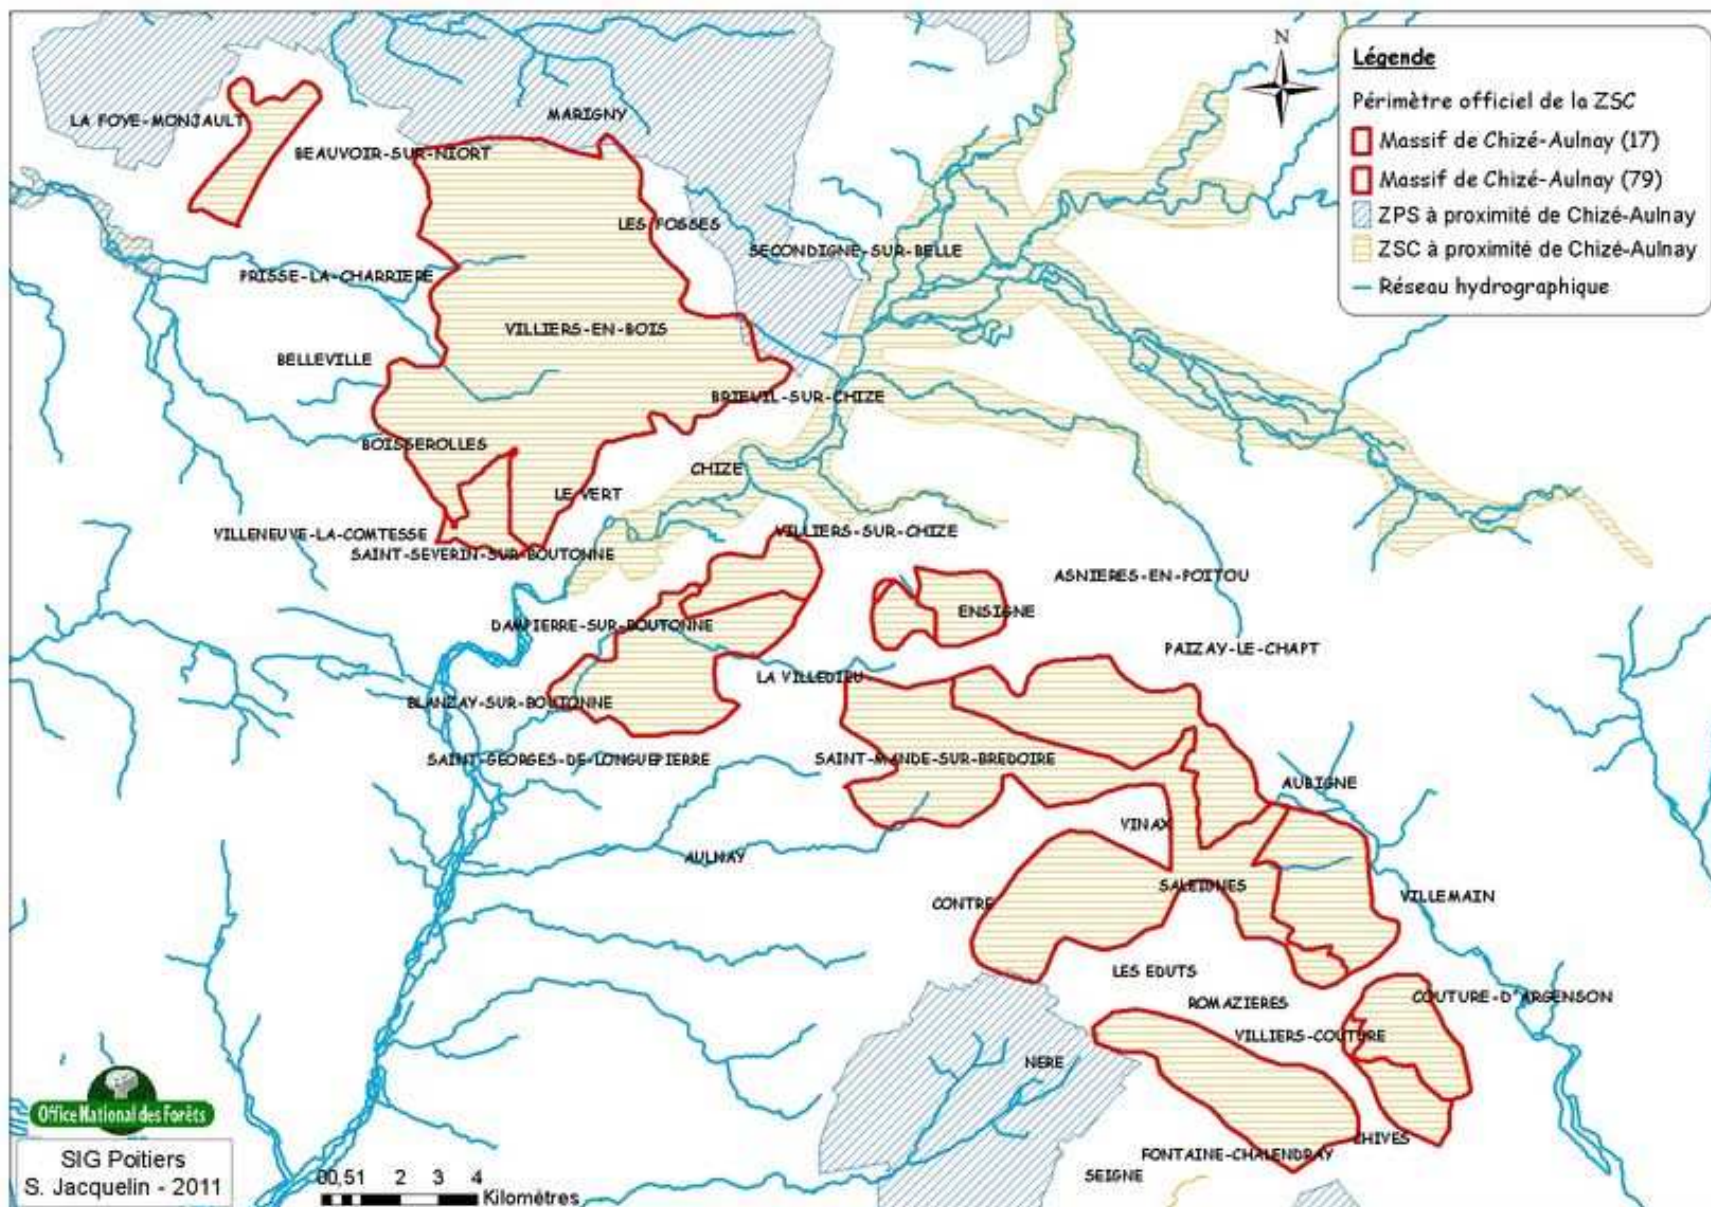 N
Légende
Périmètre officiel de la ZSC
Massif de Chizé-Aulnay (17)
Massif de Chizé-Aulnay (79)
ZPS à proximité de Chizé-Aulnay
ZSC à proximité de Chizé-Aulnay
Réseau hydrographique
MARIGNY
LA FOYE-MONJAULT
BEAUVOIR-SUR-NIORT
LES FOSSES
SECONDIGNE-SUR-BELLE
PRISSE-LA-CHARRIERE
VILLIERS-EN-BOIS
BELLEVILLE
BRIEUIL-SUR-CHIZE
BOISSEROLLES
CHIZE
LE VERT
VILLENEUVE-LA-COMTESSE
VILLIERS-SUR-CHIZE
SAINT-SEVERIN-SUR-BOUTONNE
ASNIERES-EN-POITOU
ENSIGNE
DAMPIERRE-SUR-BOUTONNE
PAIZAY-LE-CHAPT
LA VILLEDIEU
BLANZAY-SUR-BOUTONNE
SAINT-GEORGES-DE-LONGUEPIERRE
SAINT-MANDE-SUR-BREDOIRE
AUBIGNE
VINAX
AULNAY
SALEIGNES
VILLEMAIN
CONTRE
LES EDUTS
COUTURE-D'ARGENSON
ROMAZIERES
VILLIERS-COUTURE
NERE
CHIVES
FONTAINE-CHALENDRAY
SEIGNE
Office National des Forêts
SIG Poitiers
S. Jacquelin - 2011
00,51 2 3 4
Kilomètres